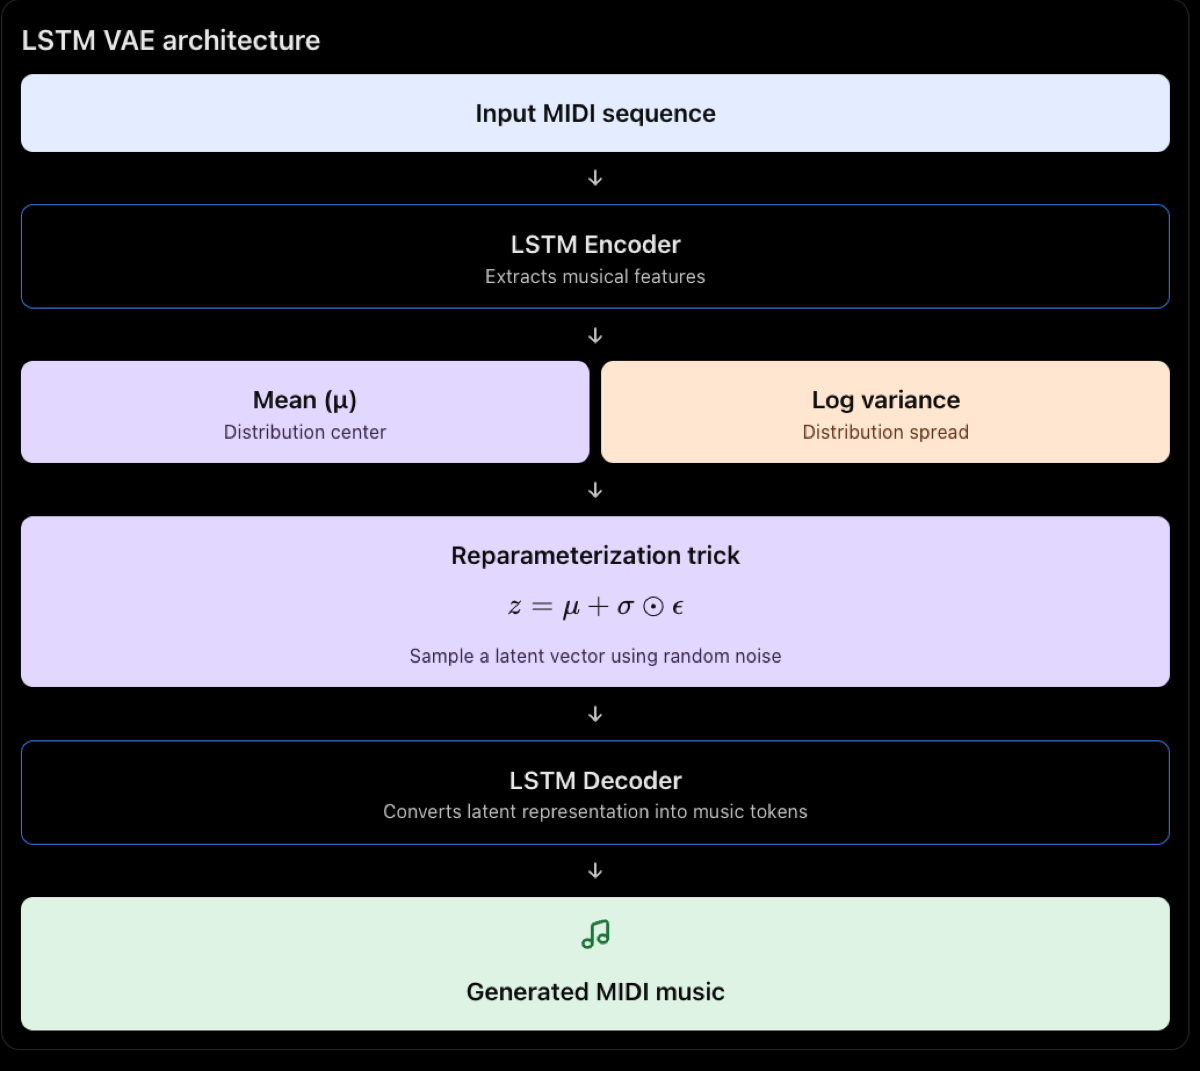 LSTM VAE architecture
Input MIDI sequence
↓
LSTM Encoder
Extracts musical features
↓
Mean (μ)
Distribution center
Log variance
Distribution spread
↓
Reparameterization trick
z = μ + σ ⊙ ϵ
Sample a latent vector using random noise
↓
LSTM Decoder
Converts latent representation into music tokens
↓
Generated MIDI music